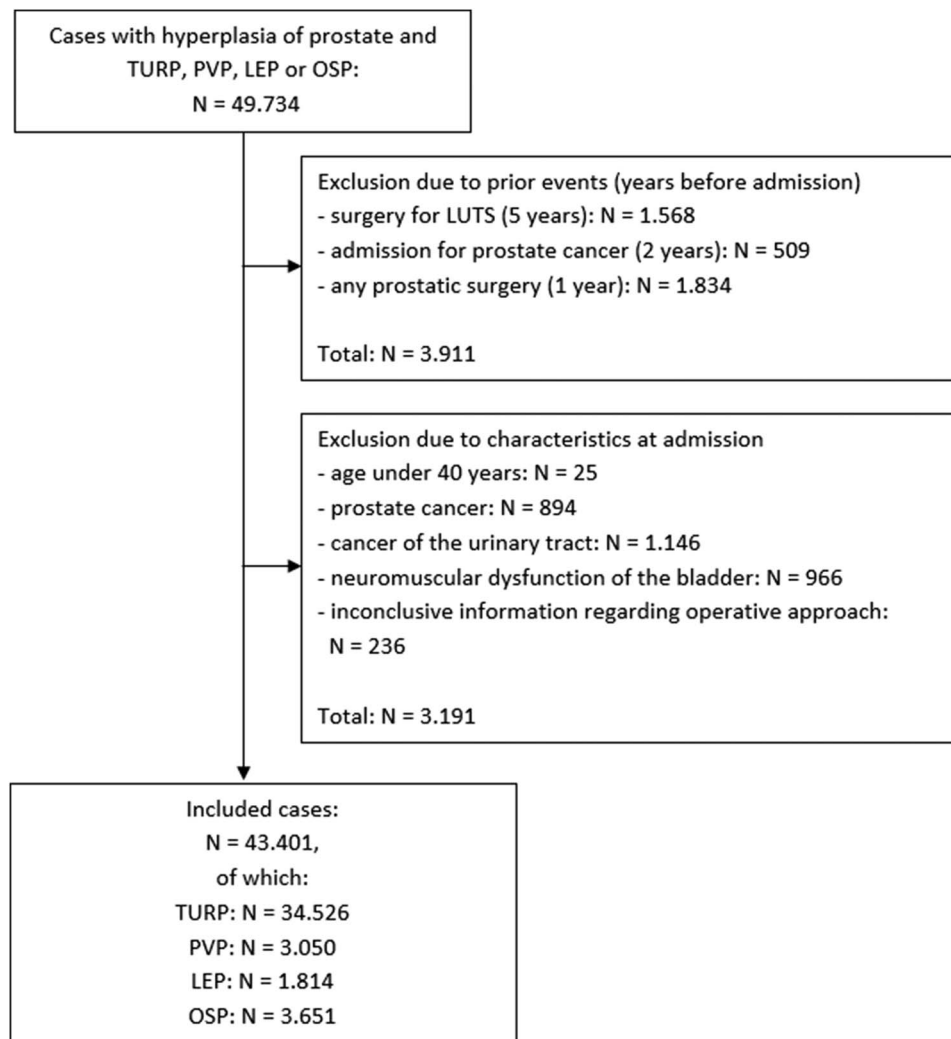 Cases with hyperplasia of prostate and
TURP, PVP, LEP or OSP:
N = 49.734
Exclusion due to prior events (years before admission)
- surgery for LUTS (5 years): N = 1.568
- admission for prostate cancer (2 years): N = 509
- any prostatic surgery (1 year): N = 1.834
Total: N = 3.911
Exclusion due to characteristics at admission
- age under 40 years: N = 25
- prostate cancer: N = 894
- cancer of the urinary tract: N = 1.146
- neuromuscular dysfunction of the bladder: N = 966
- inconclusive information regarding operative approach:
N = 236
Total: N = 3.191
Included cases:
N = 43.401,
of which:
TURP: N = 34.526
PVP: N = 3.050
LEP: N = 1.814
OSP: N = 3.651